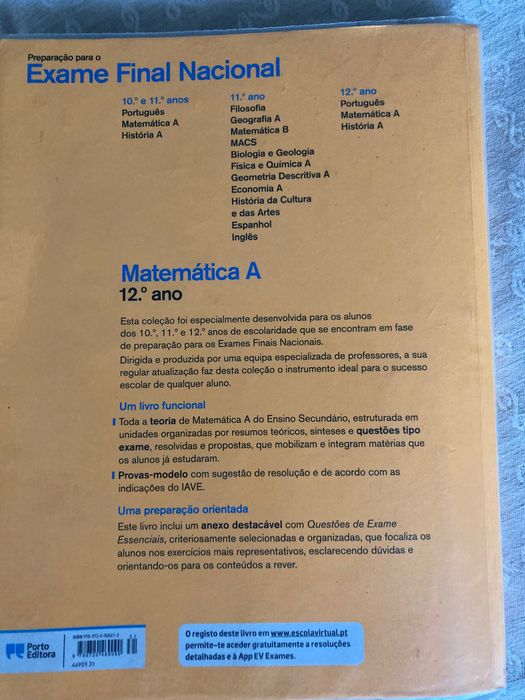 Preparação para o
Exame Final Nacional
10.º e 11.º anos
Português
Matemática A
História A
11.º ano
Filosofia
Geografia A
Matemática B
MACS
Biologia e Geologia
Física e Química A
Geometria Descritiva A
Economia A
História da Cultura
e das Artes
Espanhol
Inglês
12.º ano
Português
Matemática A
História A
Matemática A
12.º ano
Esta coleção foi especialmente desenvolvida para os alunos
dos 10.º, 11.º e 12.º anos de escolaridade que se encontram em fase
de preparação para os Exames Finais Nacionais.
Dirigida e produzida por uma equipa especializada de professores, a sua
regular atualização faz desta coleção o instrumento ideal para o sucesso
escolar de qualquer aluno.
Um livro funcional
Toda a teoria de Matemática A do Ensino Secundário, estruturada em
unidades organizadas por resumos teóricos, sínteses e questões tipo
exame, resolvidas e propostas, que mobilizam e integram matérias que
os alunos já estudaram.
Provas-modelo com sugestão de resolução e de acordo com as
indicações do IAVE.
Uma preparação orientada
Este livro inclui um anexo destacável com Questões de Exame
Essenciais, criteriosamente selecionadas e organizadas, que focaliza os
alunos nos exercícios mais representativos, esclarecendo dúvidas e
orientando-os para os conteúdos a rever.
Porto
Editora
ISBN
46909.31
O registo deste livro em www.escolavirtual.pt
permite-te aceder gratuitamente a resoluções
detalhadas e à App EV Exames.